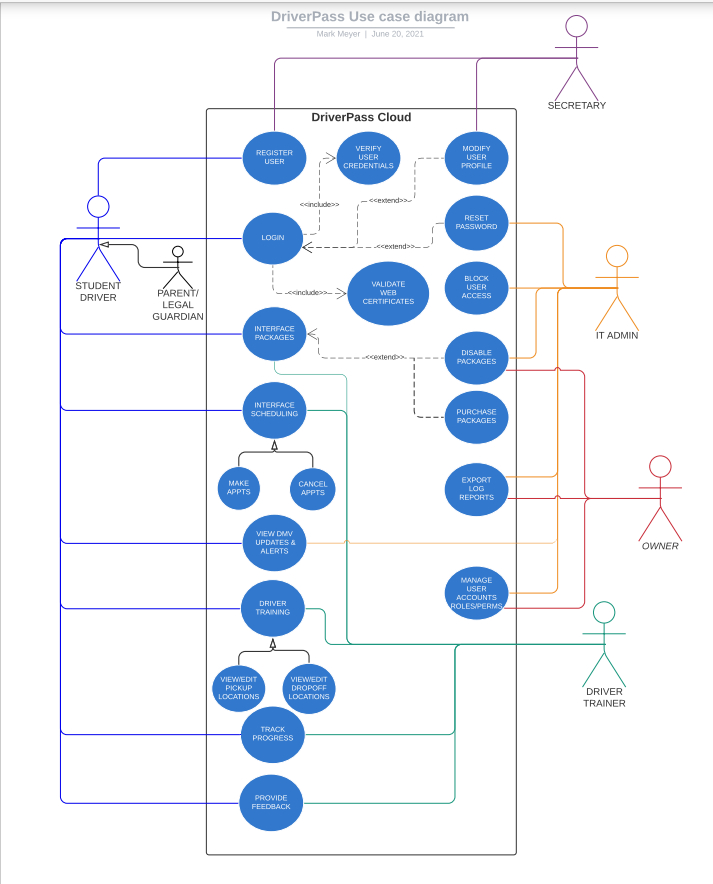 DriverPass Use case diagram
Mark Meyer | June 20, 2021
SECRETARY
DriverPass Cloud
REGISTER
USER
VERIFY
USER
CREDENTIALS
MODIFY
USER
PROFILE
<<include>>
<<extend>>
RESET
PASSWORD
LOGIN
<<extend>>
STUDENT
DRIVER
PARENT/
LEGAL
GUARDIAN
<<include>>
VALIDATE
WEB
CERTIFICATES
BLOCK
USER
ACCESS
IT ADMIN
INTERFACE
PACKAGES
<<extend>>
DISABLE
PACKAGES
INTERFACE
SCHEDULING
PURCHASE
PACKAGES
MAKE
APPTS
CANCEL
APPTS
EXPORT
LOG
REPORTS
OWNER
VIEW DMV
UPDATES &
ALERTS
MANAGE
USER
ACCOUNTS
ROLES/PERMS
DRIVER
TRAINING
VIEW/EDIT
PICKUP
LOCATIONS
VIEW/EDIT
DROPOFF
LOCATIONS
DRIVER
TRAINER
TRACK
PROGRESS
PROVIDE
FEEDBACK